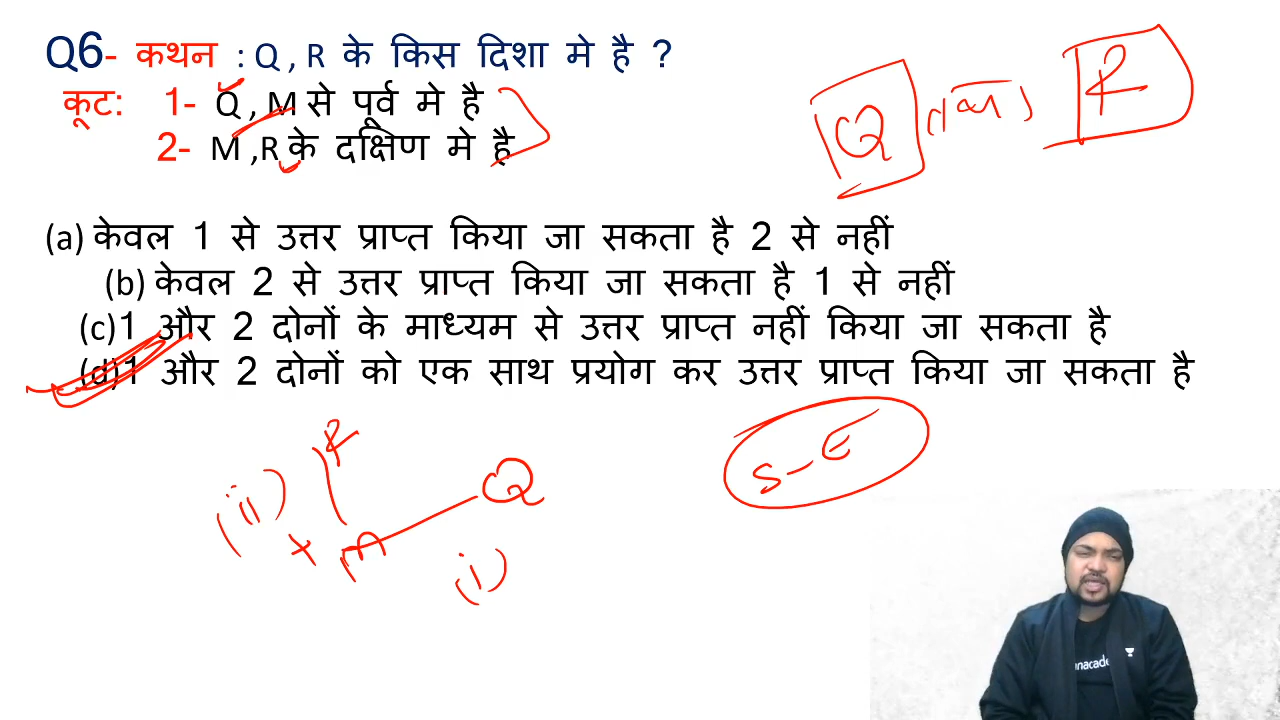 Q6- कथन : Q , R के किस दिशा मे है ?
कूट: 1- Q , M से पूर्व मे है
2- M ,R के दक्षिण मे है
Q R
(a) केवल 1 से उत्तर प्राप्त किया जा सकता है 2 से नहीं
(b) केवल 2 से उत्तर प्राप्त किया जा सकता है 1 से नहीं
(c)1 और 2 दोनों के माध्यम से उत्तर प्राप्त नहीं किया जा सकता है
(d)1 और 2 दोनों को एक साथ प्रयोग कर उत्तर प्राप्त किया जा सकता है
S-E
R
(ii) Q
+ m (i)